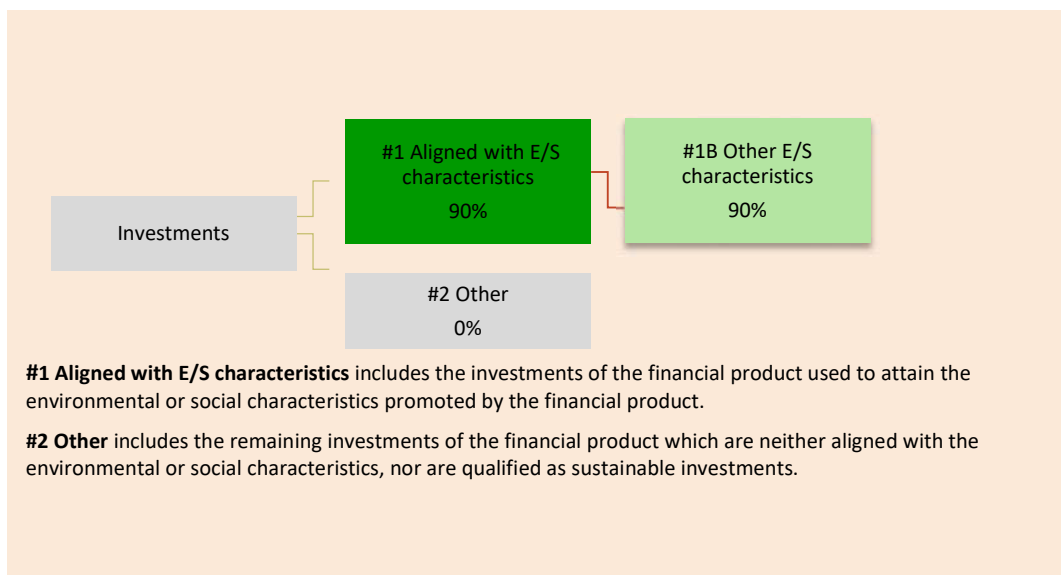 #1 Aligned with E/S
characteristics
90%
#1B Other E/S
characteristics
90%
Investments
#2 Other
0%
#1 Aligned with E/S characteristics includes the investments of the financial product used to attain the
environmental or social characteristics promoted by the financial product.
#2 Other includes the remaining investments of the financial product which are neither aligned with the
environmental or social characteristics, nor are qualified as sustainable investments.